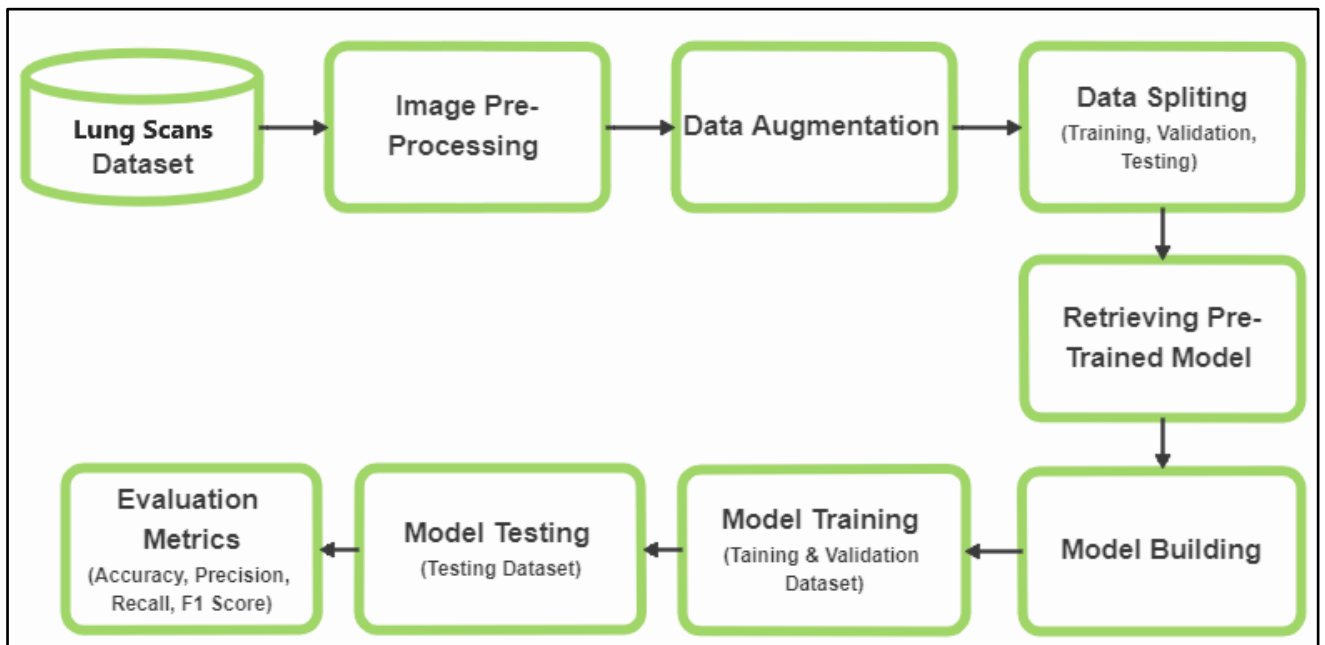 Lung Scans
Dataset
Image Pre-
Processing
Data Augmentation
Data Spliting
(Training, Validation,
Testing)
Retrieving Pre-
Trained Model
Model Building
Model Training
(Taining & Validation
Dataset)
Model Testing
(Testing Dataset)
Evaluation
Metrics
(Accuracy, Precision,
Recall, F1 Score)